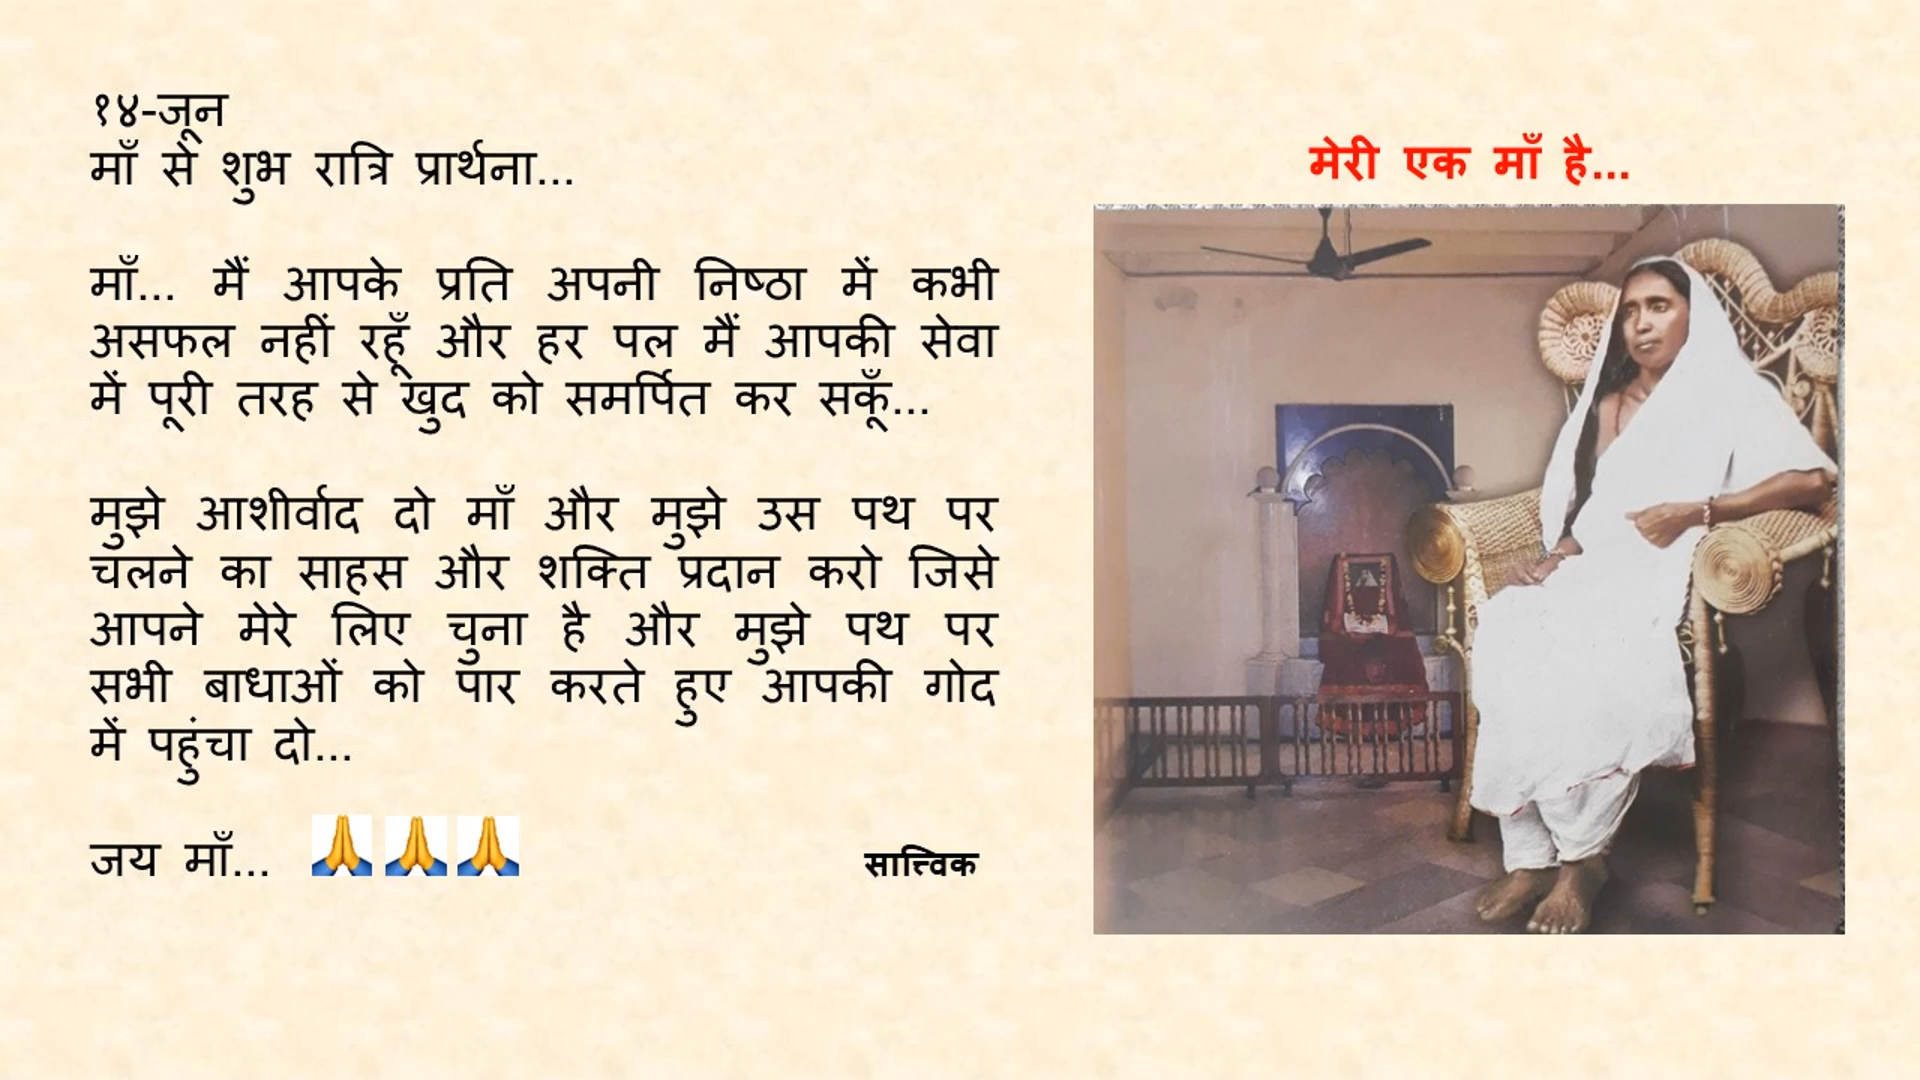 १४-जून
माँ से शुभ रात्रि प्रार्थना...
माँ... मैं आपके प्रति अपनी निष्ठा में कभी
असफल नहीं रहूँ और हर पल मैं आपकी सेवा
में पूरी तरह से खुद को समर्पित कर सकूँ...
मुझे आशीर्वाद दो माँ और मुझे उस पथ पर
चलने का साहस और शक्ति प्रदान करो जिसे
आपने मेरे लिए चुना है और मुझे पथ पर
सभी बाधाओं को पार करते हुए आपकी गोद
में पहुंचा दो...
जय माँ... 🙏🙏🙏
सात्त्विक
मेरी एक माँ है...